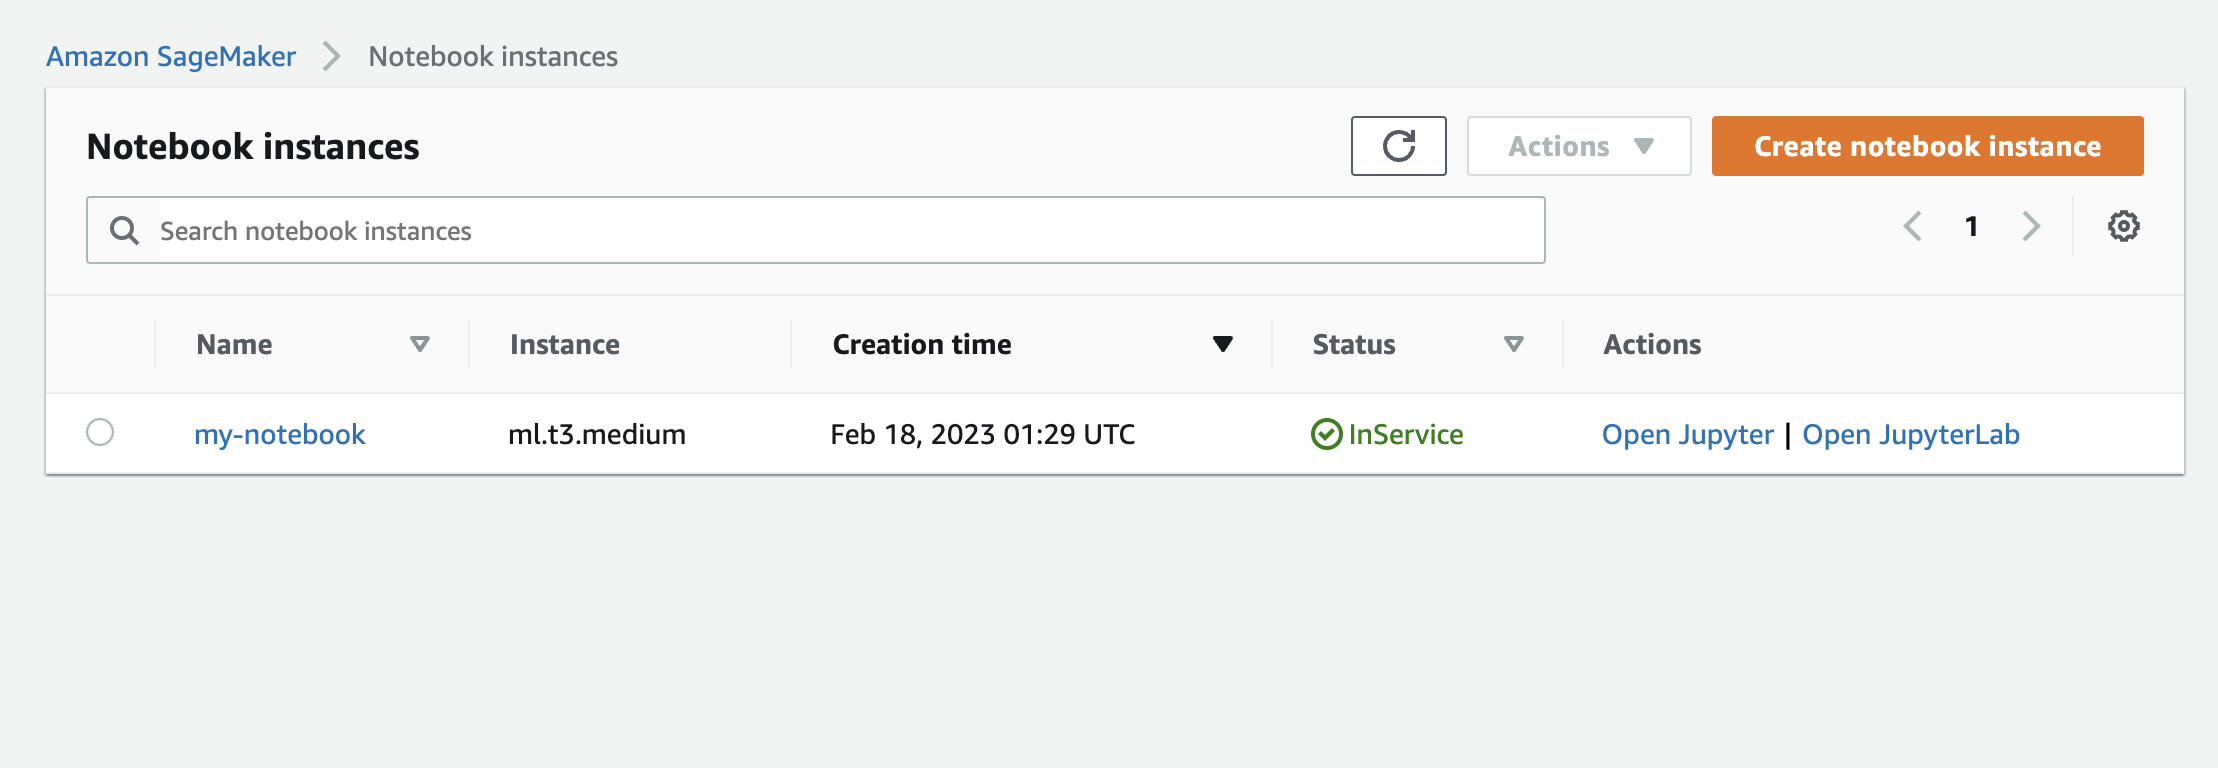 Amazon SageMaker Notebook instances
Notebook instances
Actions
Create notebook instance
Search notebook instances
1
Name Instance Creation time Status Actions
my-notebook ml.t3.medium Feb 18, 2023 01:29 UTC InService Open Jupyter | Open JupyterLab